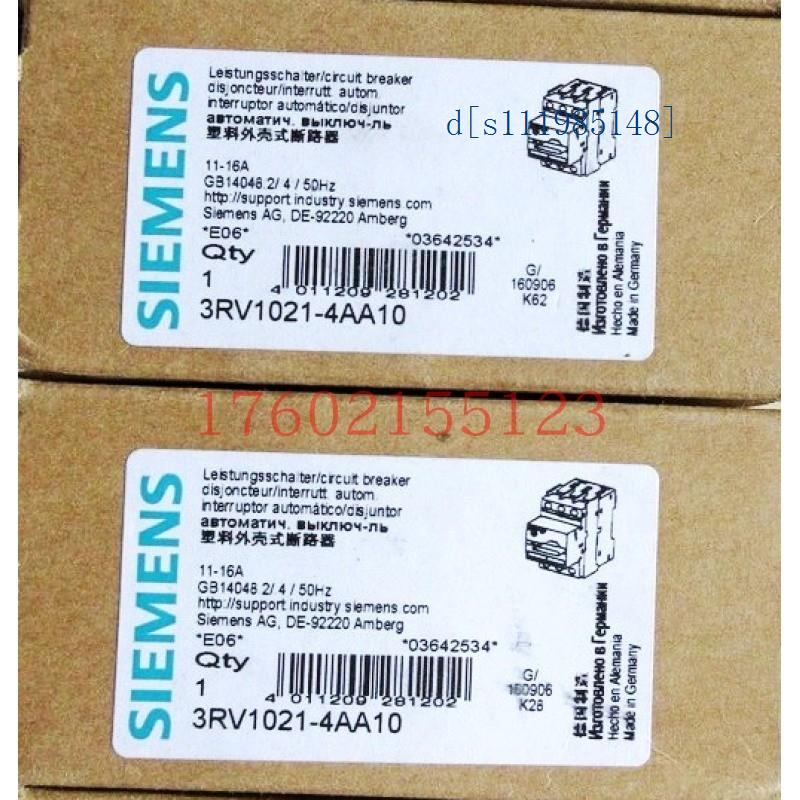 SIEMENS
Leistungsschalter/circuit breaker
disjoncteur/interrutt. autom.
interruptor automático/disjuntor
автоматич. выключ-ль
塑料外壳式断路器
d[s111985148]
11-16A
GB14048.2/ 4 / 50Hz
http://support industry siemens com
Siemens AG, DE-92220 Amberg
*E06*
*03642534*
Qty
1
4 011209 281202
3RV1021-4AA10
G/
160906
K62
德国制造
Изготовлено в Германии
Hecho en Alemania
Made in Germany
17602155123
SIEMENS
Leistungsschalter/circuit breaker
disjoncteur/interrutt. autom.
interruptor automático/disjuntor
автоматич. выключ-ль
塑料外壳式断路器
11-16A
GB14048 2/ 4 / 50Hz
http://support industry siemens com
Siemens AG, DE-92220 Amberg
*E06*
*03642534*
Qty
1
4 011209 281202
3RV1021-4AA10
G/
160906
K28
德国制造
Изготовлено в Германии
Hecho en Alemania
Made in Germany